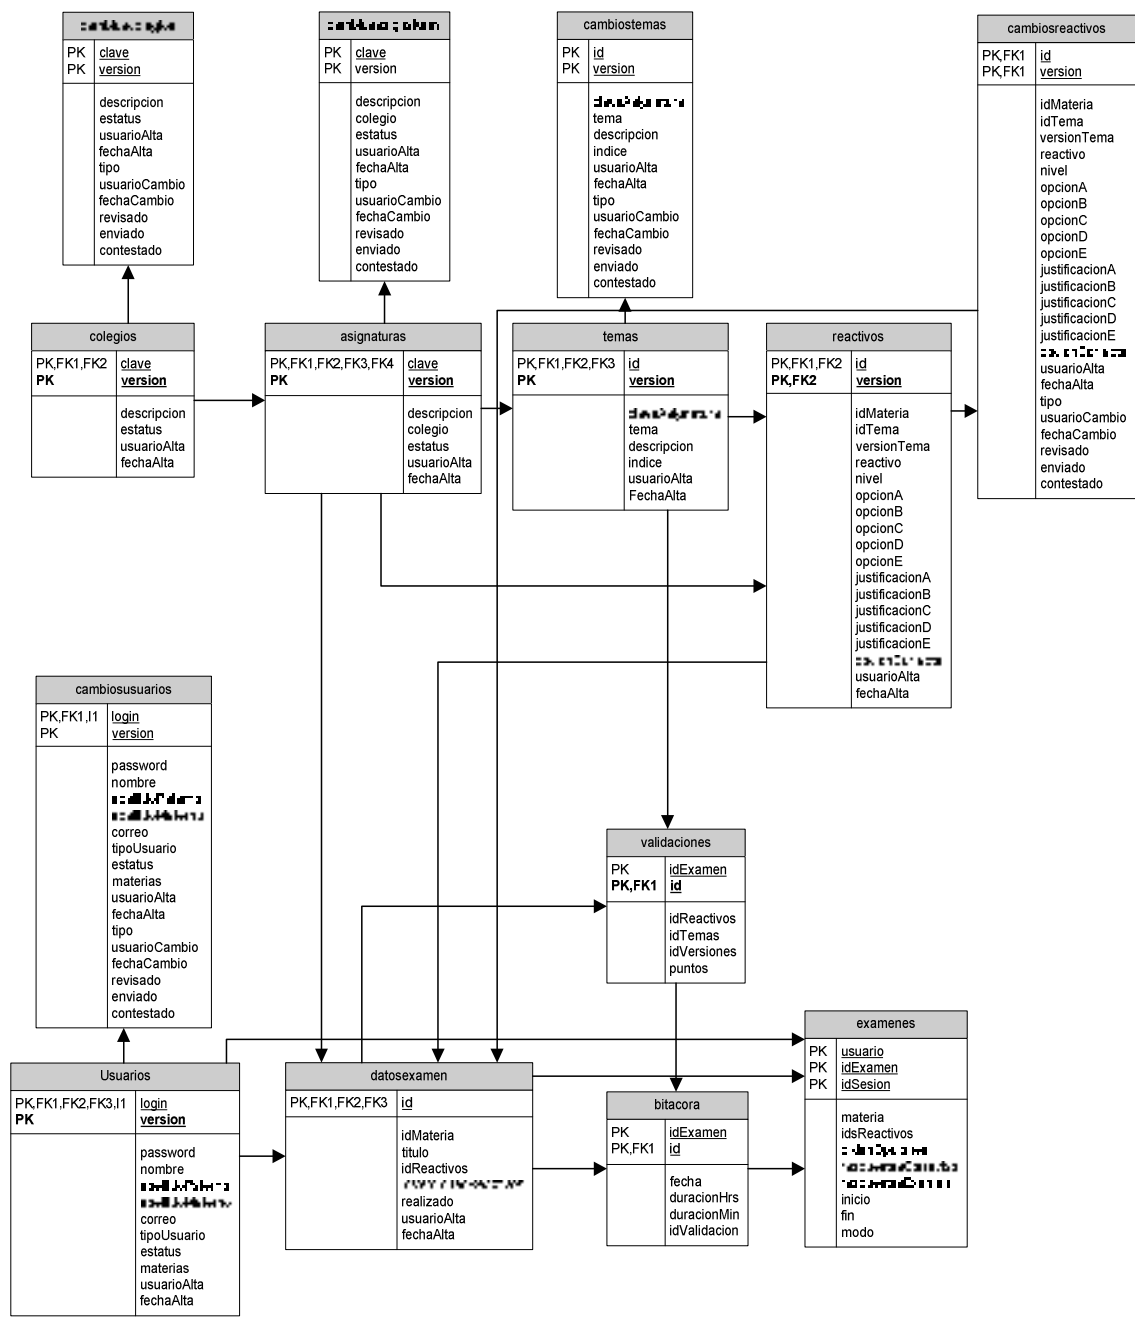 PK clave
PK version
descripcion
estatus
usuarioAlta
fechaAlta
tipo
usuarioCambio
fechaCambio
revisado
enviado
contestado
PK clave
PK version
descripcion
colegio
estatus
usuarioAlta
fechaAlta
tipo
usuarioCambio
fechaCambio
revisado
enviado
contestado
cambiostemas
PK id
PK version
tema
descripcion
indice
usuarioAlta
fechaAlta
tipo
usuarioCambio
fechaCambio
revisado
enviado
contestado
cambiosreactivos
PK,FK1 id
PK,FK1 version
idMateria
idTema
versionTema
reactivo
nivel
opcionA
opcionB
opcionC
opcionD
opcionE
justificacionA
justificacionB
justificacionC
justificacionD
justificacionE
usuarioAlta
fechaAlta
tipo
usuarioCambio
fechaCambio
revisado
enviado
contestado
colegios
PK,FK1,FK2 clave
PK version
descripcion
estatus
usuarioAlta
fechaAlta
asignaturas
PK,FK1,FK2,FK3,FK4 clave
PK version
descripcion
colegio
estatus
usuarioAlta
fechaAlta
temas
PK,FK1,FK2,FK3 id
PK version
tema
descripcion
indice
usuarioAlta
FechaAlta
reactivos
PK,FK1,FK2 id
PK,FK2 version
idMateria
idTema
versionTema
reactivo
nivel
opcionA
opcionB
opcionC
opcionD
opcionE
justificacionA
justificacionB
justificacionC
justificacionD
justificacionE
usuarioAlta
fechaAlta
cambiosusuarios
PK,FK1,I1 login
PK version
password
nombre
correo
tipoUsuario
estatus
materias
usuarioAlta
fechaAlta
tipo
usuarioCambio
fechaCambio
revisado
enviado
contestado
validaciones
PK idExamen
PK,FK1 id
idReactivos
idTemas
idVersiones
puntos
Usuarios
PK,FK1,FK2,FK3,I1 login
PK version
password
nombre
correo
tipoUsuario
estatus
materias
usuarioAlta
fechaAlta
datosexamen
PK,FK1,FK2,FK3 id
idMateria
titulo
idReactivos
realizado
usuarioAlta
fechaAlta
bitacora
PK idExamen
PK,FK1 id
fecha
duracionHrs
duracionMin
idValidacion
examenes
PK usuario
PK idExamen
PK idSesion
materia
idsReactivos
inicio
fin
modo